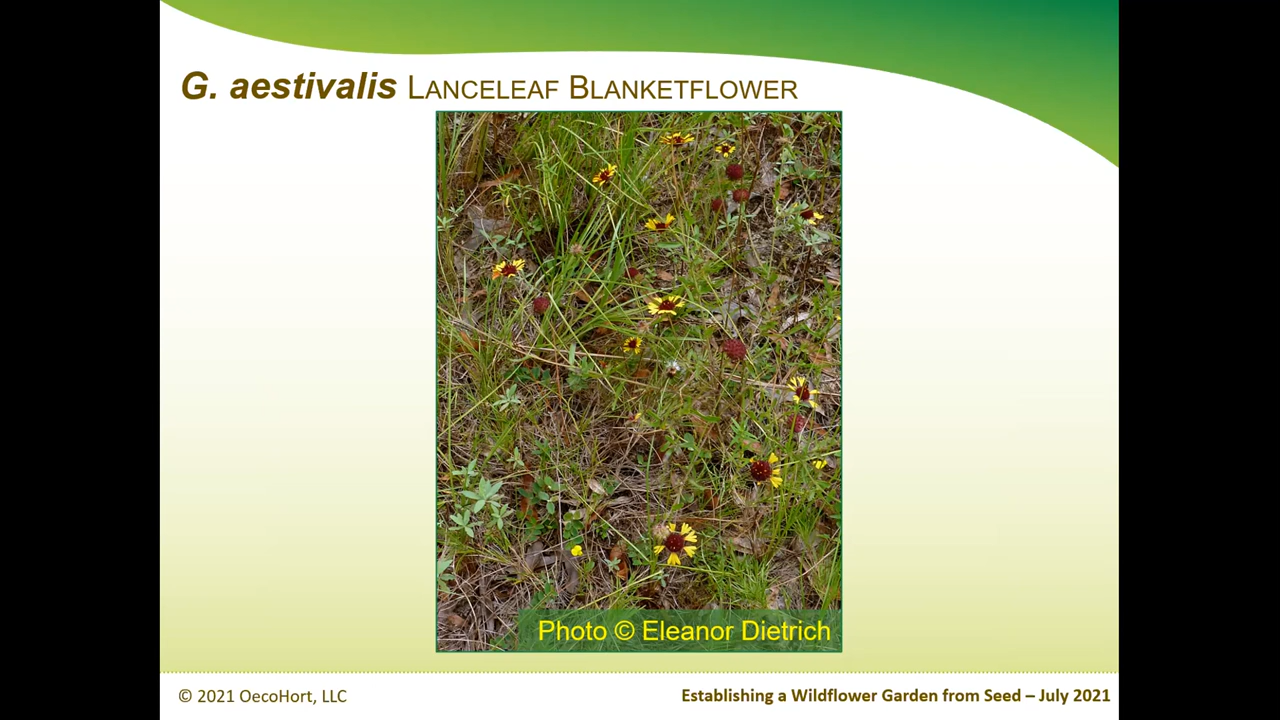 G. aestivalis LANCELEAF BLANKETFLOWER
Photo © Eleanor Dietrich
© 2021 OecoHort, LLC
Establishing a Wildflower Garden from Seed – July 2021